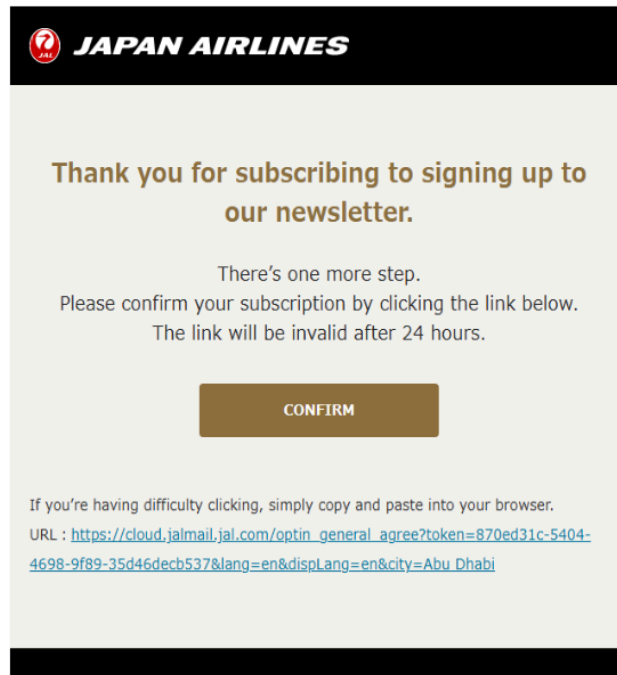 JAL
JAPAN AIRLINES
Thank you for subscribing to signing up to
our newsletter.
There's one more step.
Please confirm your subscription by clicking the link below.
The link will be invalid after 24 hours.
CONFIRM
If you're having difficulty clicking, simply copy and paste into your browser.
URL : https://cloud.jalmail.jal.com/optin_general_agree?token=870ed31c-5404-
4698-9f89-35d46decb537&lang=en&dispLang=en&city=Abu Dhabi